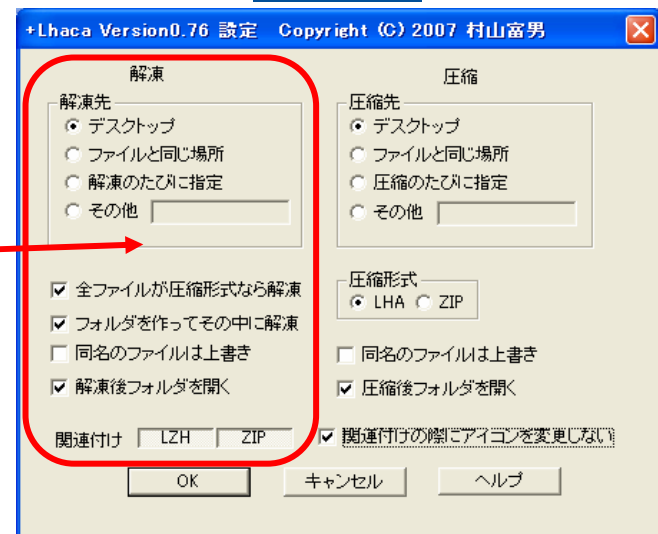 +Lhaca Version0.76 設定 Copyright (C) 2007 村山富男
解凍
解凍先
デスクトップ
ファイルと同じ場所
解凍のたびに指定
その他
全ファイルが圧縮形式なら解凍
フォルダを作ってその中に解凍
同名のファイルは上書き
解凍後フォルダを開く
関連付け LZH ZIP
圧縮
圧縮先
デスクトップ
ファイルと同じ場所
圧縮のたびに指定
その他
圧縮形式
LHA ZIP
同名のファイルは上書き
圧縮後フォルダを開く
関連付けの際にアイコンを変更しない
OK キャンセル ヘルプ